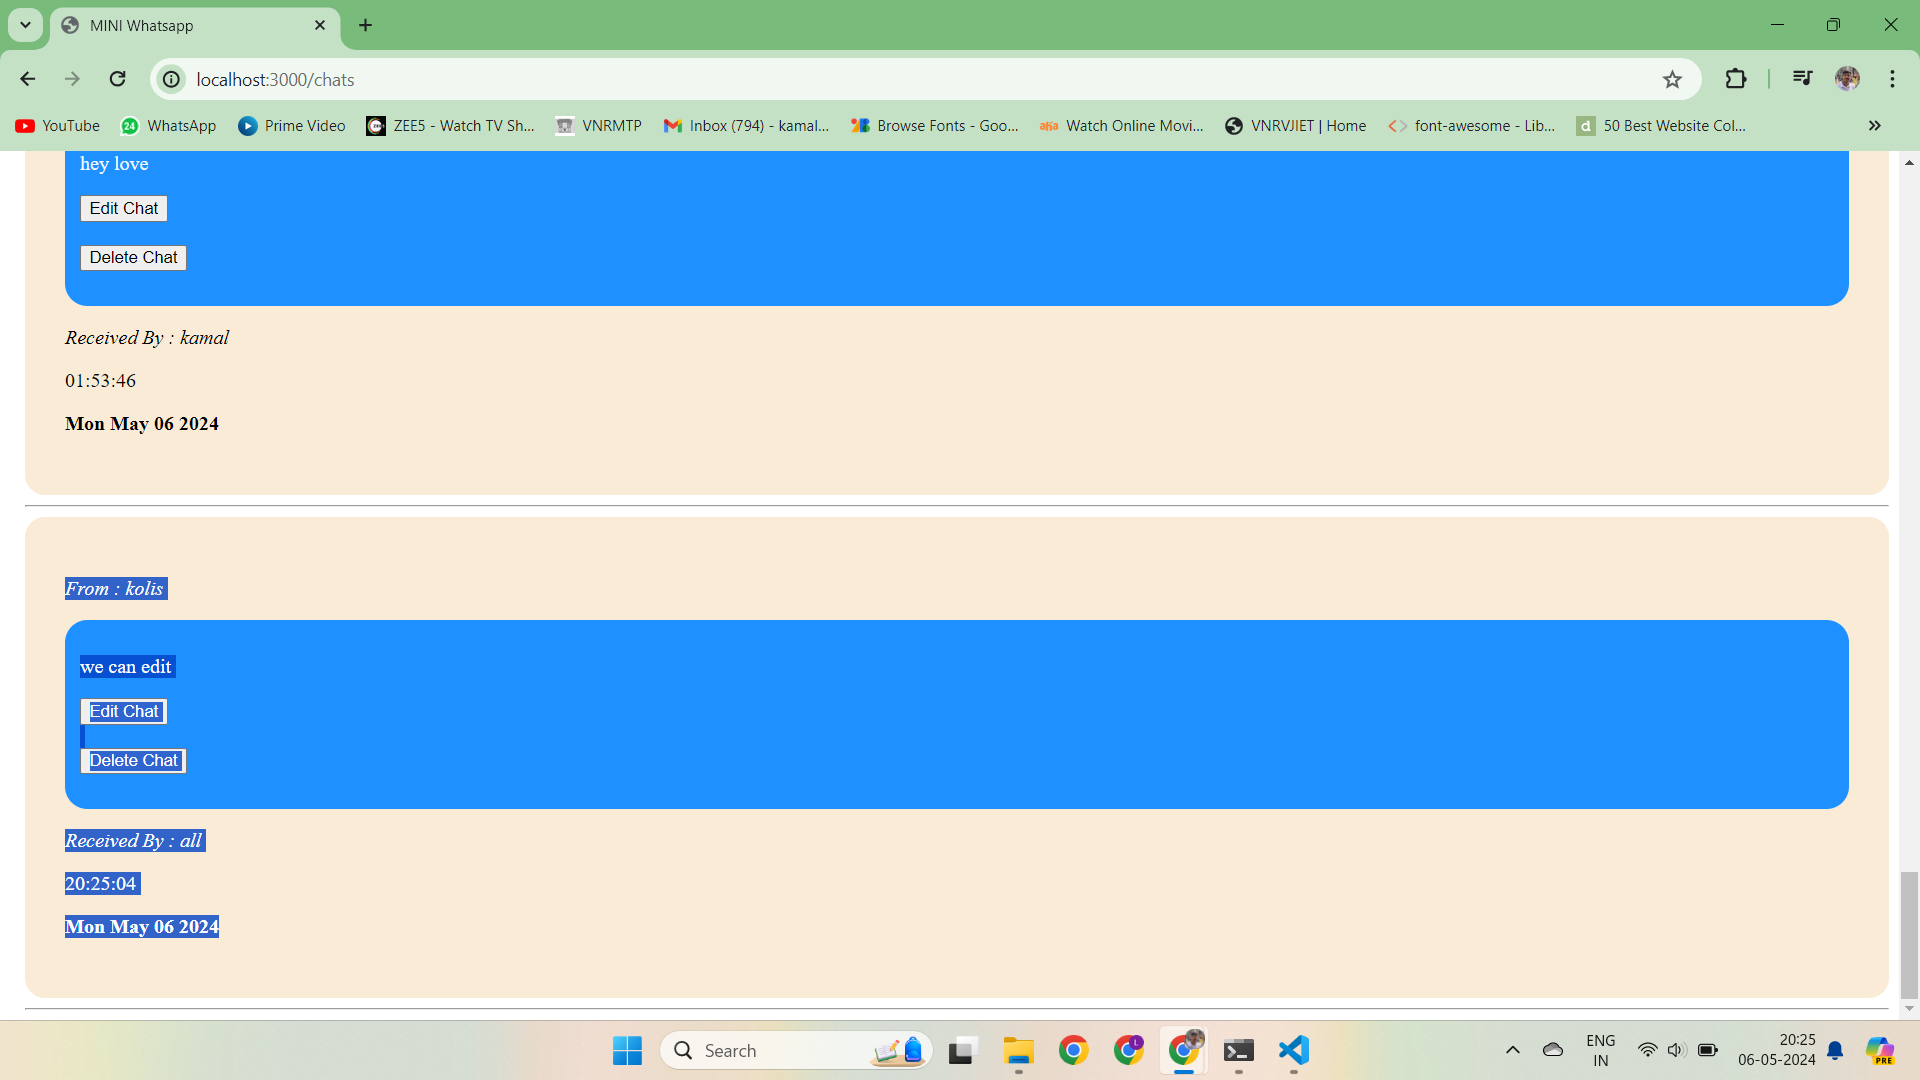 MINI Whatsapp
localhost:3000/chats
YouTube
24
WhatsApp
Prime Video
ZEE5 - Watch TV Sh...
VNRMTP
Inbox (794) - kamal...
Browse Fonts - Goo...
aha
Watch Online Movi...
VNRVJIET | Home
font-awesome - Lib...
d
50 Best Website Col...
hey love
Edit Chat
Delete Chat
Received By : kamal
01:53:46
Mon May 06 2024
From : kolis
we can edit
Edit Chat
Delete Chat
Received By : all
20:25:04
Mon May 06 2024
Search
L
ENG
IN
20:25
06-05-2024
PRE